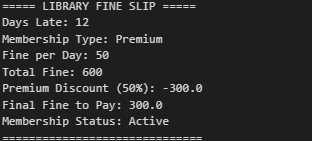 ===== LIBRARY FINE SLIP =====
Days Late: 12
Membership Type: Premium
Fine per Day: 50
Total Fine: 600
Premium Discount (50%): -300.0
Final Fine to Pay: 300.0
Membership Status: Active
==============================